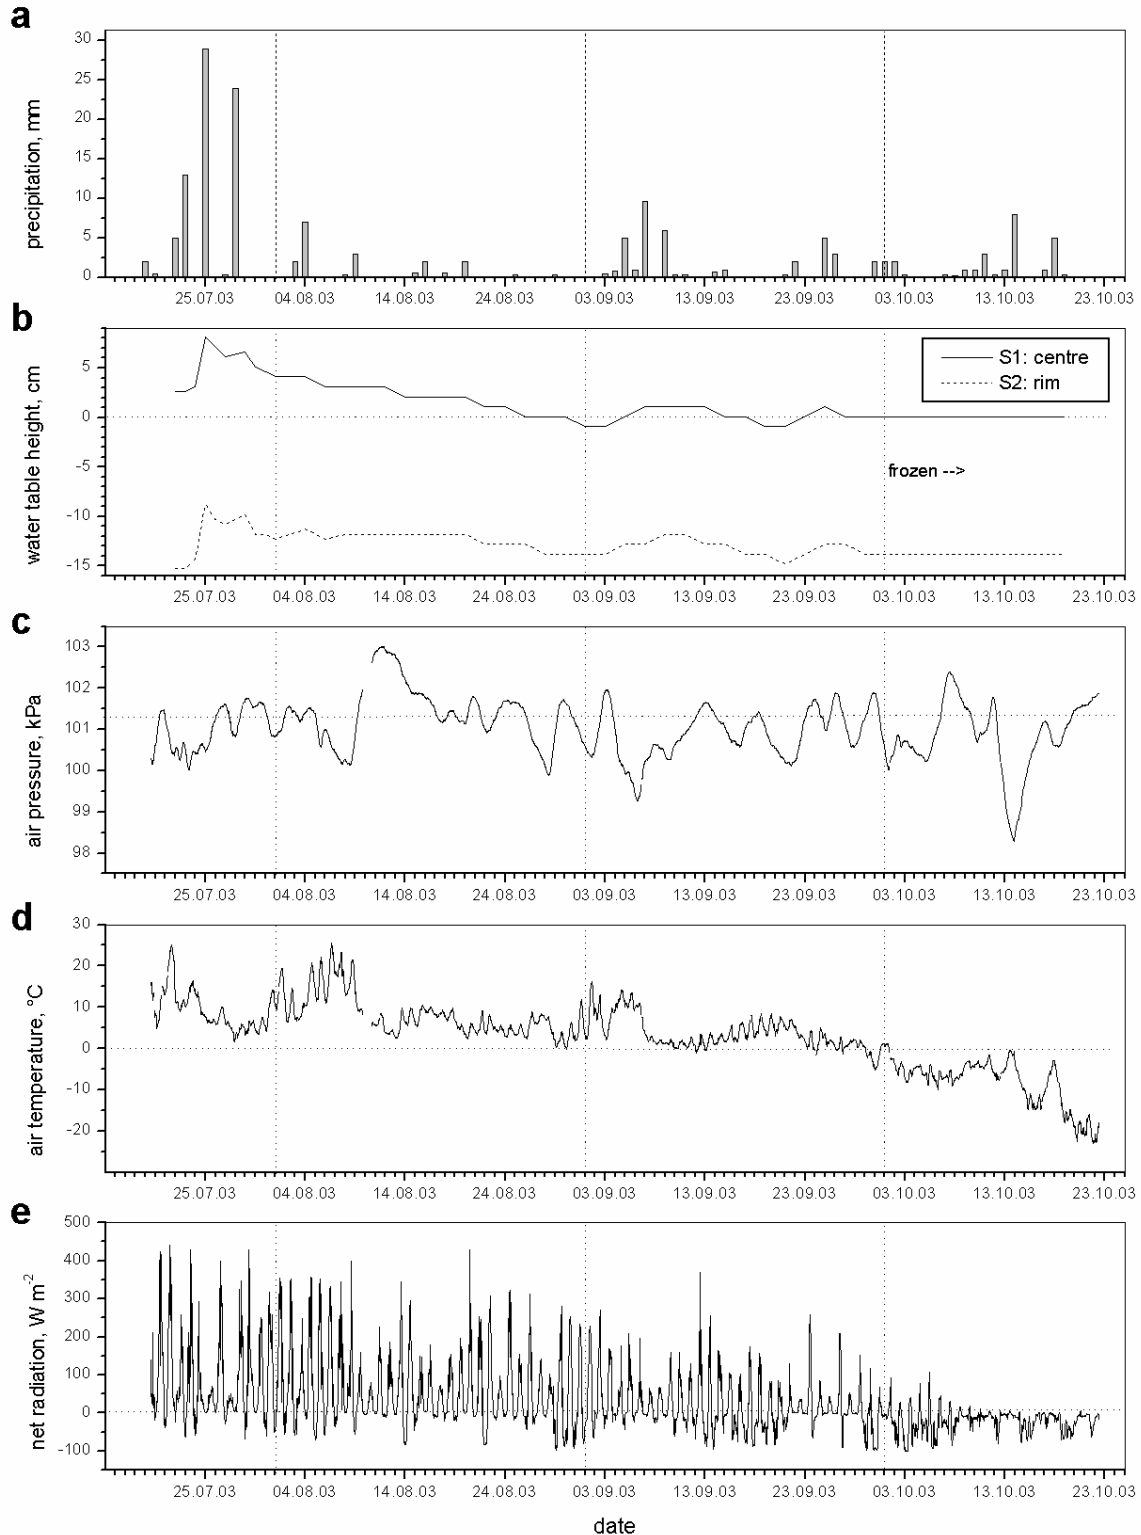 a
precipitation, mm
30
25
20
15
10
5
0
25.07.03 04.08.03 14.08.03 24.08.03 03.09.03 13.09.03 23.09.03 03.10.03 13.10.03 23.10.03
b
water table height, cm
5
0
-5
-10
-15
S1: centre
S2: rim
frozen -->
25.07.03 04.08.03 14.08.03 24.08.03 03.09.03 13.09.03 23.09.03 03.10.03 13.10.03 23.10.03
c
air pressure, kPa
103
102
101
100
99
98
25.07.03 04.08.03 14.08.03 24.08.03 03.09.03 13.09.03 23.09.03 03.10.03 13.10.03 23.10.03
d
air temperature, °C
30
20
10
0
-10
-20
25.07.03 04.08.03 14.08.03 24.08.03 03.09.03 13.09.03 23.09.03 03.10.03 13.10.03 23.10.03
e
net radiation, W m-2
500
400
300
200
100
0
-100
25.07.03 04.08.03 14.08.03 24.08.03 03.09.03 13.09.03 23.09.03 03.10.03 13.10.03 23.10.03
date